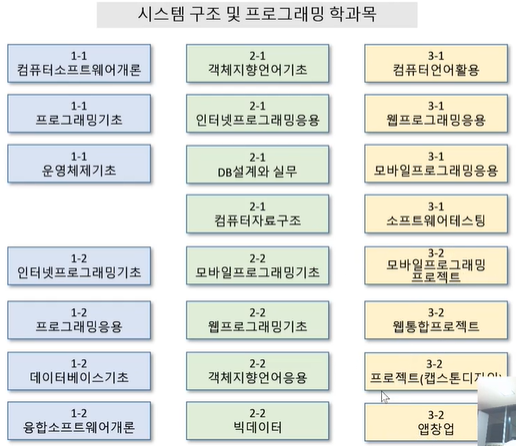 시스템 구조 및 프로그래밍 학과목
1-1
컴퓨터소프트웨어개론
2-1
객체지향언어기초
3-1
컴퓨터언어활용
1-1
프로그래밍기초
2-1
인터넷프로그래밍응용
3-1
웹프로그래밍응용
1-1
운영체제기초
2-1
DB설계와 실무
3-1
모바일프로그래밍응용
2-1
컴퓨터자료구조
3-1
소프트웨어테스팅
1-2
인터넷프로그래밍기초
2-2
모바일프로그래밍기초
3-2
모바일프로그래밍
프로젝트
1-2
프로그래밍응용
2-2
웹프로그래밍기초
3-2
웹통합프로젝트
1-2
데이터베이스기초
2-2
객체지향언어응용
3-2
프로젝트(캡스톤디자인)
1-2
융합소프트웨어개론
2-2
빅데이터
3-2
앱창업